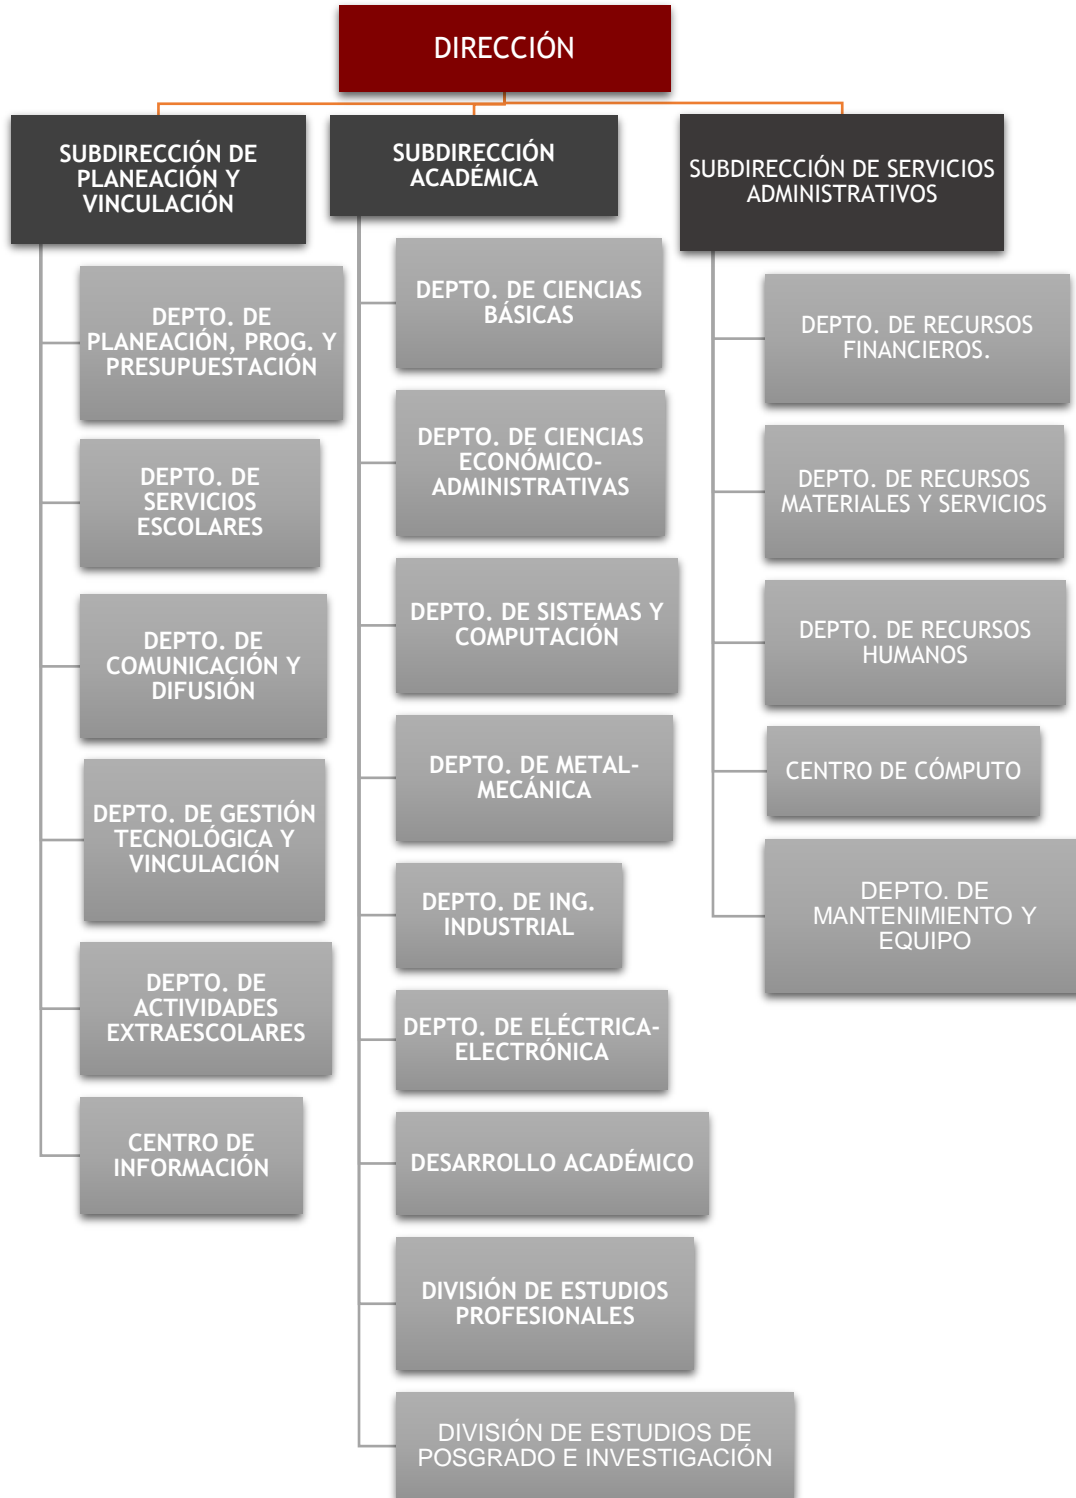 DIRECCIÓN
SUBDIRECCIÓN DE
PLANEACIÓN Y
VINCULACIÓN
DEPTO. DE
PLANEACIÓN, PROG. Y
PRESUPUESTACIÓN
DEPTO. DE
SERVICIOS
ESCOLARES
DEPTO. DE
COMUNICACIÓN Y
DIFUSIÓN
DEPTO. DE GESTIÓN
TECNOLÓGICA Y
VINCULACIÓN
DEPTO. DE
ACTIVIDADES
EXTRAESCOLARES
CENTRO DE
INFORMACIÓN
SUBDIRECCIÓN
ACADÉMICA
DEPTO. DE CIENCIAS
BÁSICAS
DEPTO. DE CIENCIAS
ECONÓMICO-
ADMINISTRATIVAS
DEPTO. DE SISTEMAS Y
COMPUTACIÓN
DEPTO. DE METAL-
MECÁNICA
DEPTO. DE ING.
INDUSTRIAL
DEPTO. DE ELÉCTRICA-
ELECTRÓNICA
DESARROLLO ACADÉMICO
DIVISIÓN DE ESTUDIOS
PROFESIONALES
DIVISIÓN DE ESTUDIOS DE
POSGRADO E INVESTIGACIÓN
SUBDIRECCIÓN DE SERVICIOS
ADMINISTRATIVOS
DEPTO. DE RECURSOS
FINANCIEROS.
DEPTO. DE RECURSOS
MATERIALES Y SERVICIOS
DEPTO. DE RECURSOS
HUMANOS
CENTRO DE CÓMPUTO
DEPTO. DE
MANTENIMIENTO Y
EQUIPO